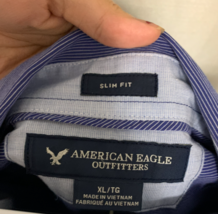 SLIM FIT
AMERICAN EAGLE
OUTFITTERS
XL/TG
MADE IN VIETNAM
FABRIQUÉ AU VIETNAM